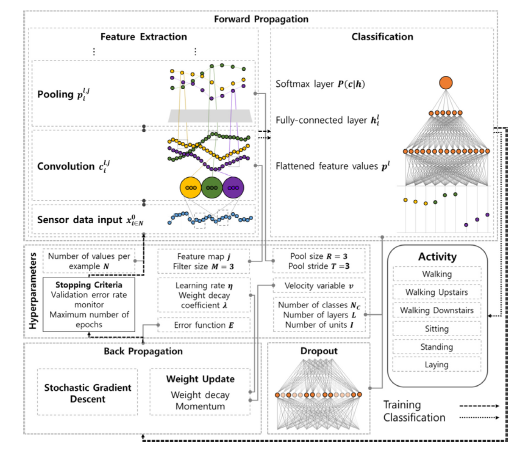 Forward Propagation
Feature Extraction
Classification
Pooling p_i^{l,j}
Convolution c_i^{l,j}
Sensor data input x_{i∈N}^0
Softmax layer P(c|h)
Fully-connected layer h_i^l
Flattened feature values p^l
Hyperparameters
Number of values per
example N
Stopping Criteria
Validation error rate
monitor
Maximum number of
epochs
Feature map j
Filter size M = 3
Learning rate η
Weight decay
coefficient λ
Error function E
Pool size R = 3
Pool stride T = 3
Velocity variable v
Number of classes N_C
Number of layers L
Number of units I
Activity
Walking
Walking Upstairs
Walking Downstairs
Sitting
Standing
Laying
Back Propagation
Stochastic Gradient
Descent
Weight Update
Weight decay
Momentum
Dropout
Training
Classification